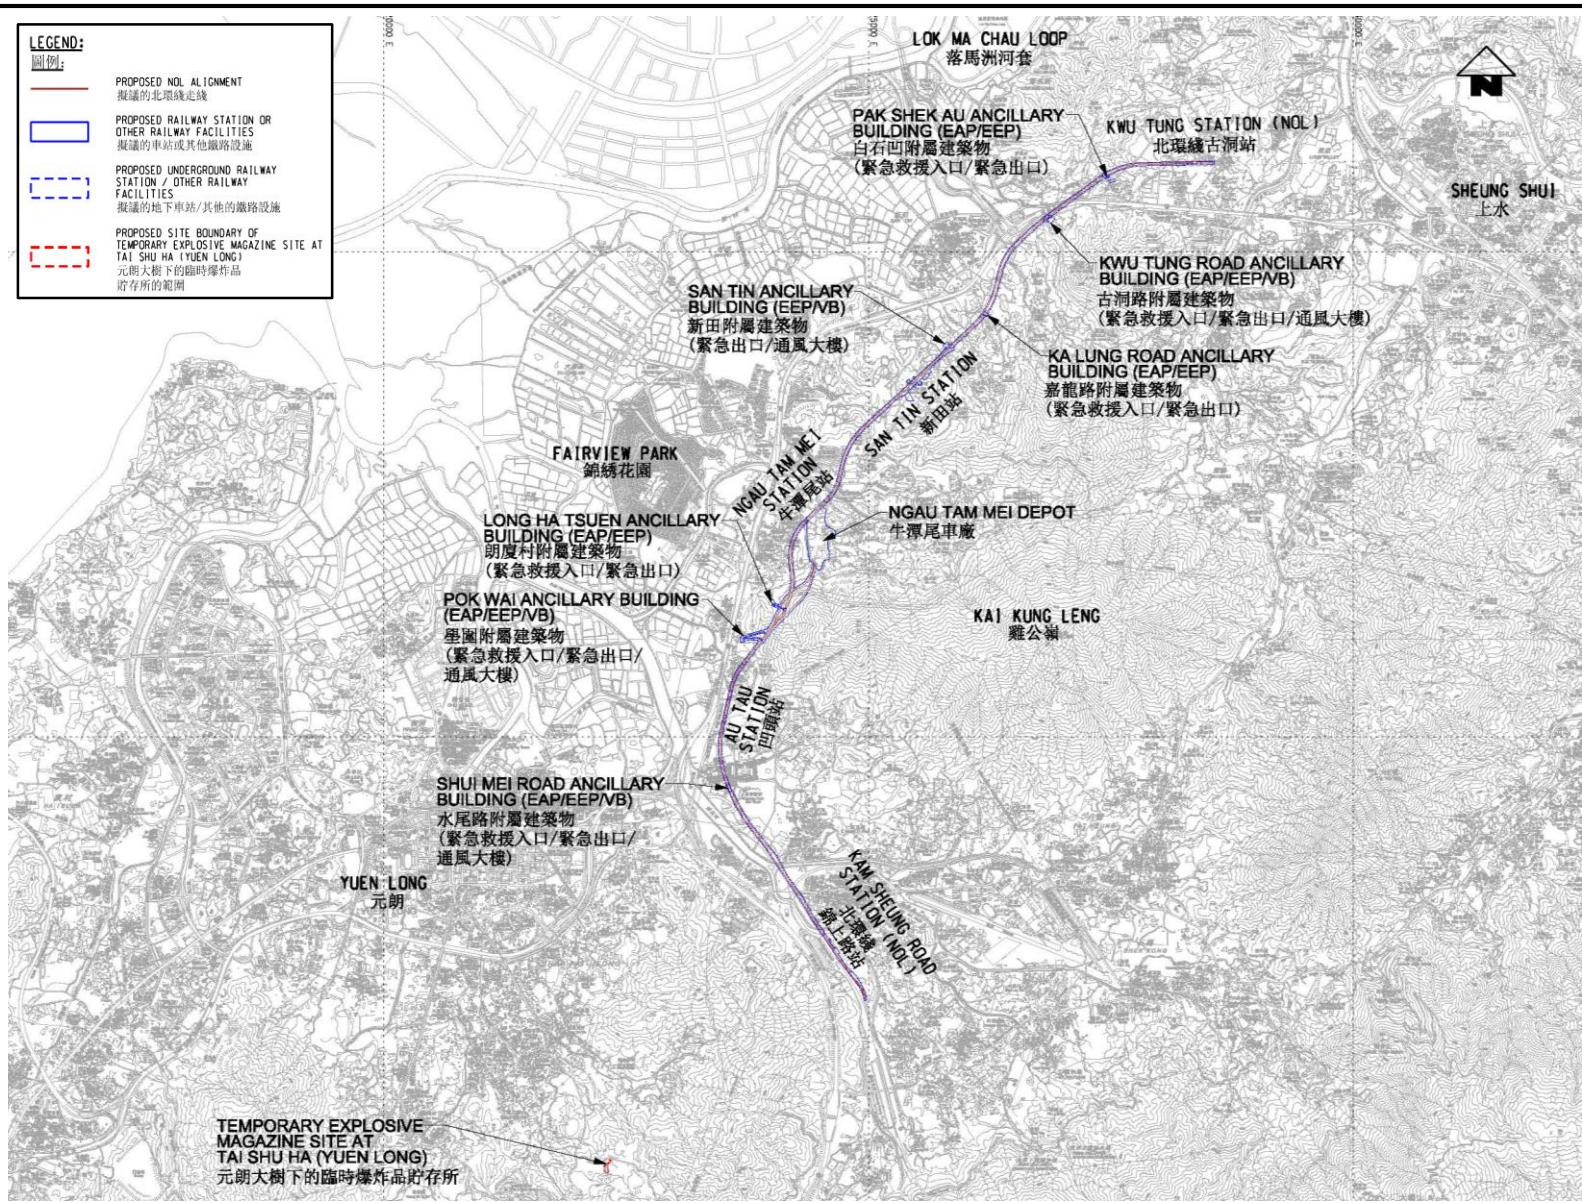 LEGEND:
圖例:
PROPOSED NOL ALIGNMENT
擬議的北環綫走綫
PROPOSED RAILWAY STATION OR
OTHER RAILWAY FACILITIES
擬議的車站或其他鐵路設施
PROPOSED UNDERGROUND RAILWAY
STATION / OTHER RAILWAY
FACILITIES
擬議的地下車站/其他的鐵路設施
PROPOSED SITE BOUNDARY OF
TEMPORARY EXPLOSIVE MAGAZINE SITE AT
TAI SHU HA (YUEN LONG)
元朗大樹下的臨時爆炸品
貯存所的範圍
LOK MA CHAU LOOP
落馬洲河套
N
PAK SHEK AU ANCILLARY
BUILDING (EAP/EEP)
白石凹附屬建築物
(緊急救援入口/緊急出口)
KWU TUNG STATION (NOL)
北環綫古洞站
SHEUNG SHUI
上水
KWU TUNG ROAD ANCILLARY
BUILDING (EAP/EEP/VB)
古洞路附屬建築物
(緊急救援入口/緊急出口/通風大樓)
SAN TIN ANCILLARY
BUILDING (EEP/VB)
新田附屬建築物
(緊急出口/通風大樓)
KA LUNG ROAD ANCILLARY
BUILDING (EAP/EEP)
嘉龍路附屬建築物
(緊急救援入口/緊急出口)
SAN TIN STATION
新田站
FAIRVIEW PARK
錦綉花園
NGAU TAM MEI
STATION
牛潭尾站
NGAU TAM MEI DEPOT
牛潭尾車廠
LONG HA TSUEN ANCILLARY
BUILDING (EAP/EEP)
朗廈村附屬建築物
(緊急救援入口/緊急出口)
POK WAI ANCILLARY BUILDING
(EAP/EEP/VB)
壆圍附屬建築物
(緊急救援入口/緊急出口/
通風大樓)
KAI KUNG LENG
雞公嶺
AU TAU
STATION
凹頭站
SHUI MEI ROAD ANCILLARY
BUILDING (EAP/EEP/VB)
水尾路附屬建築物
(緊急救援入口/緊急出口/
通風大樓)
YUEN LONG
元朗
KAM SHEUNG ROAD
STATION (NOL)
北環綫
錦上路站
TEMPORARY EXPLOSIVE
MAGAZINE SITE AT
TAI SHU HA (YUEN LONG)
元朗大樹下的臨時爆炸品貯存所